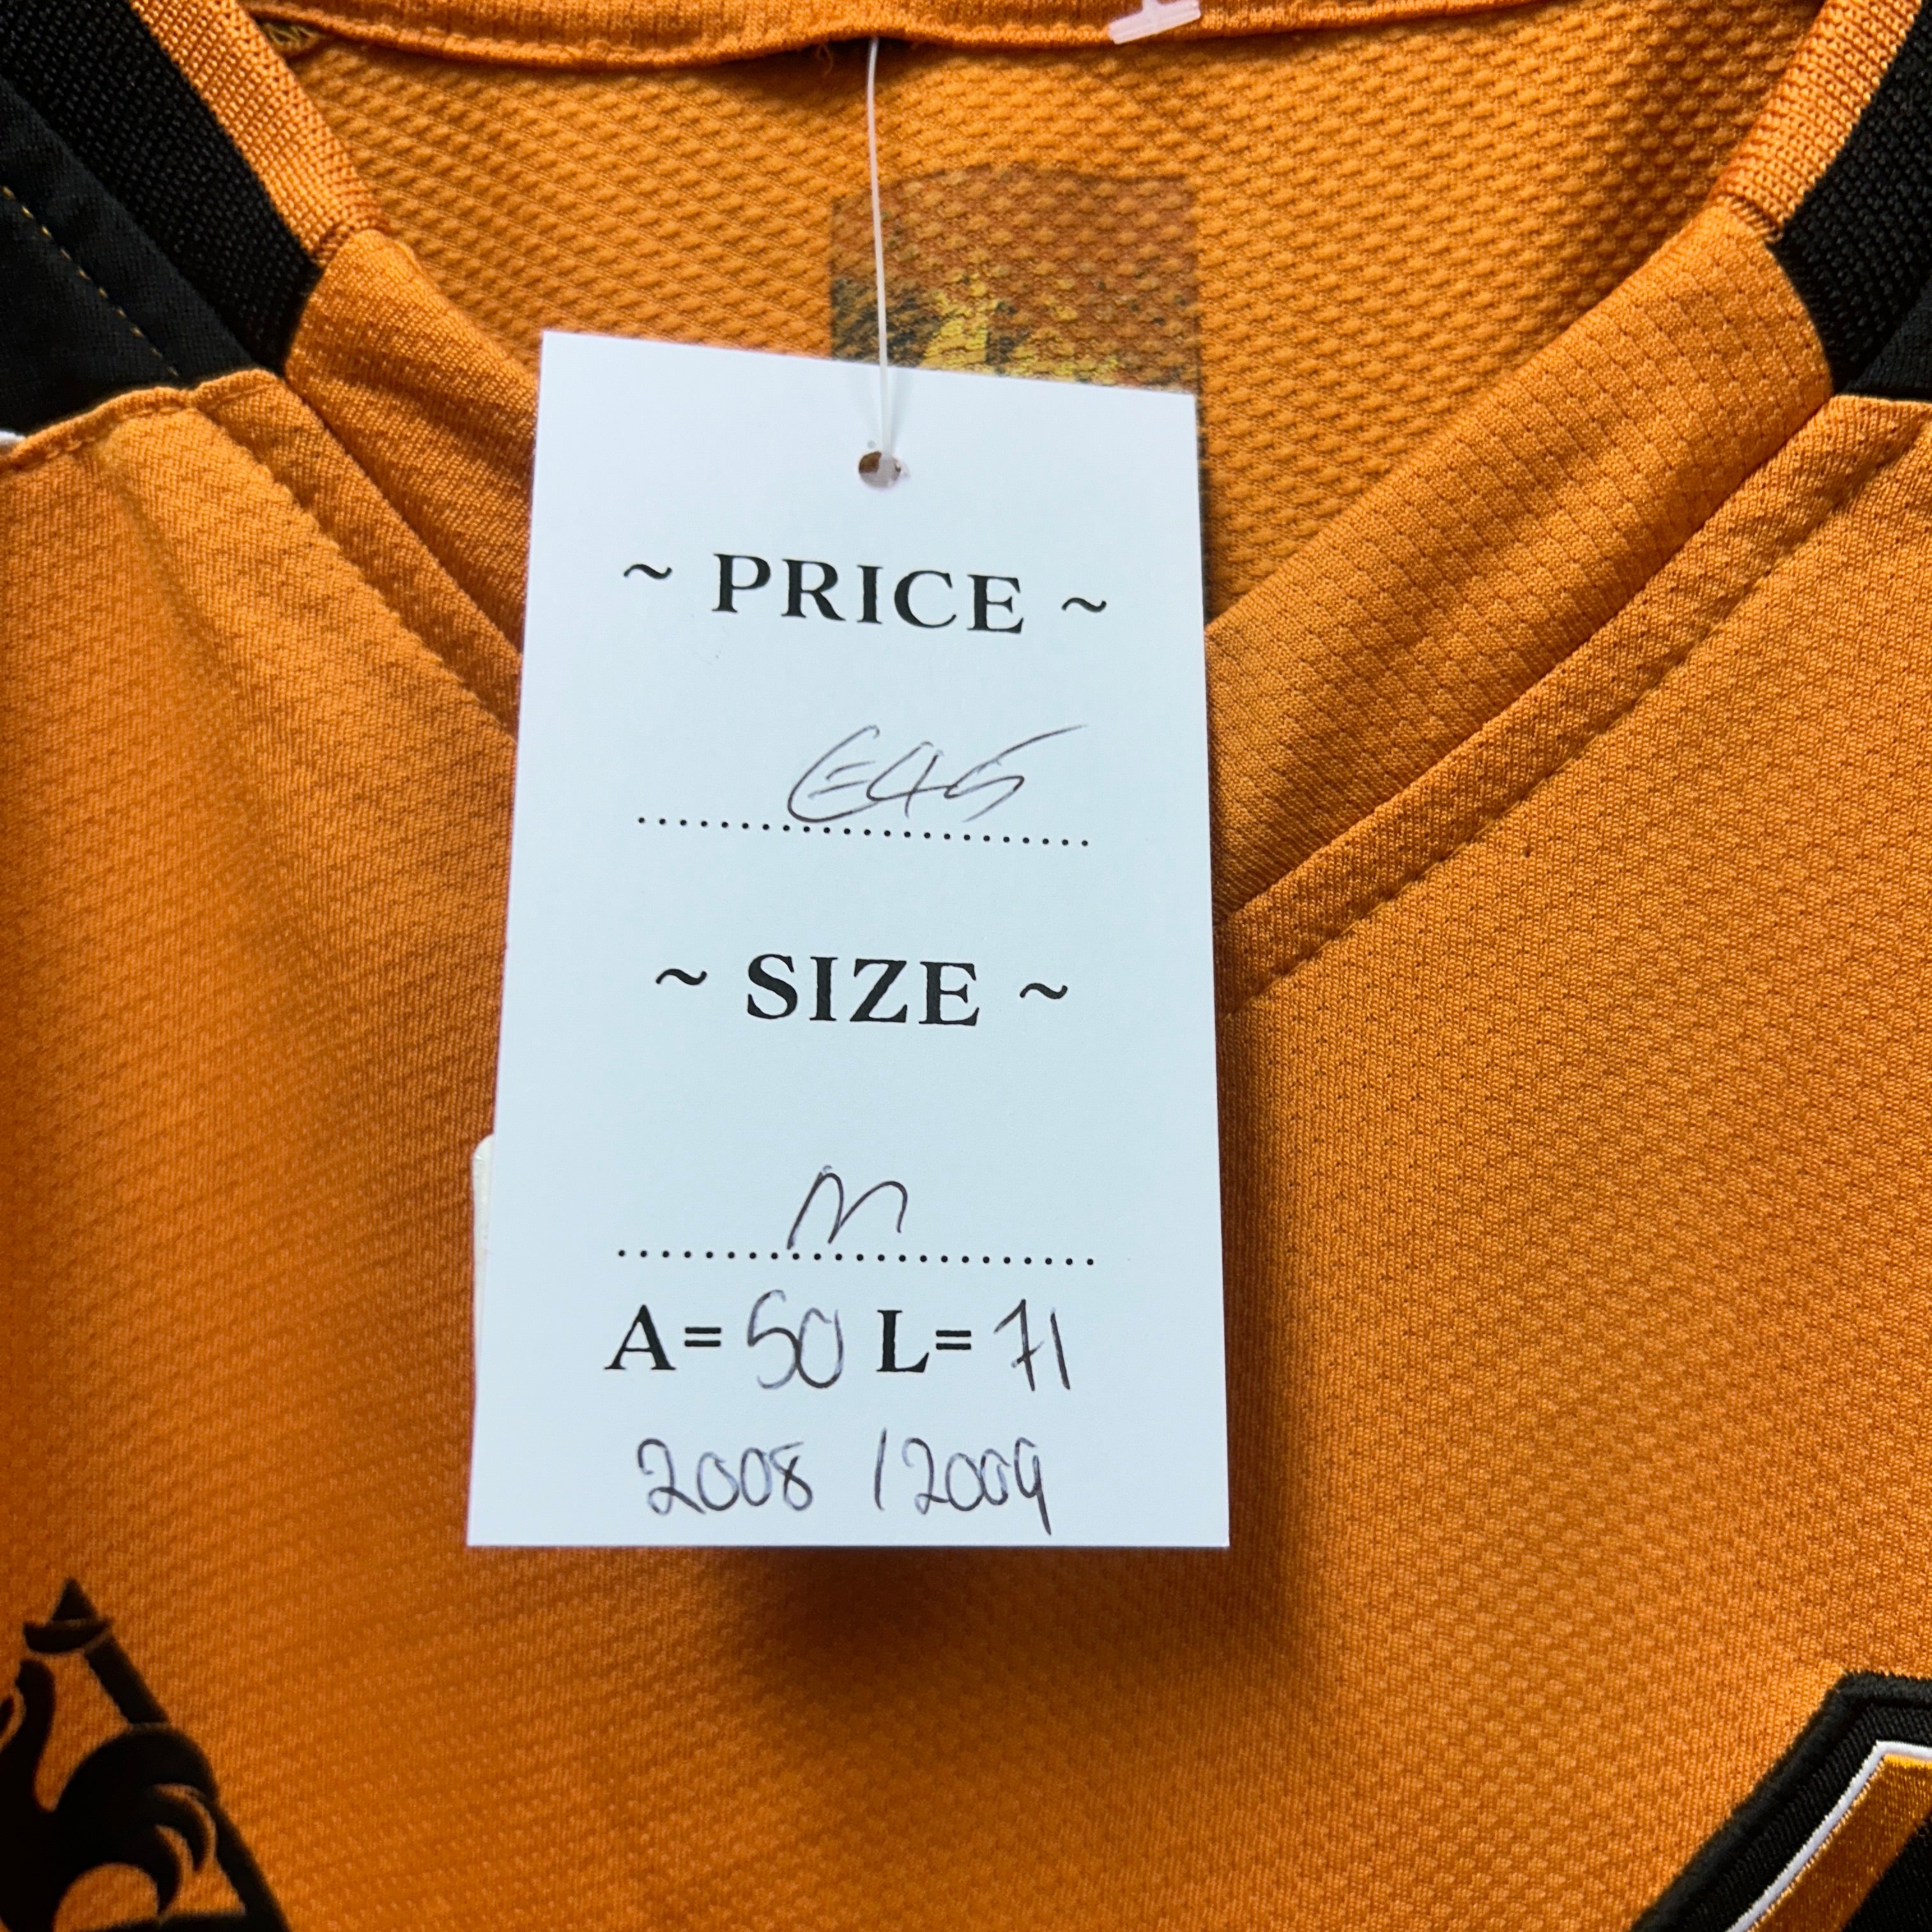 ~ PRICE ~
€45
~ SIZE ~
M
A= 50 L= 71
2008 / 2009